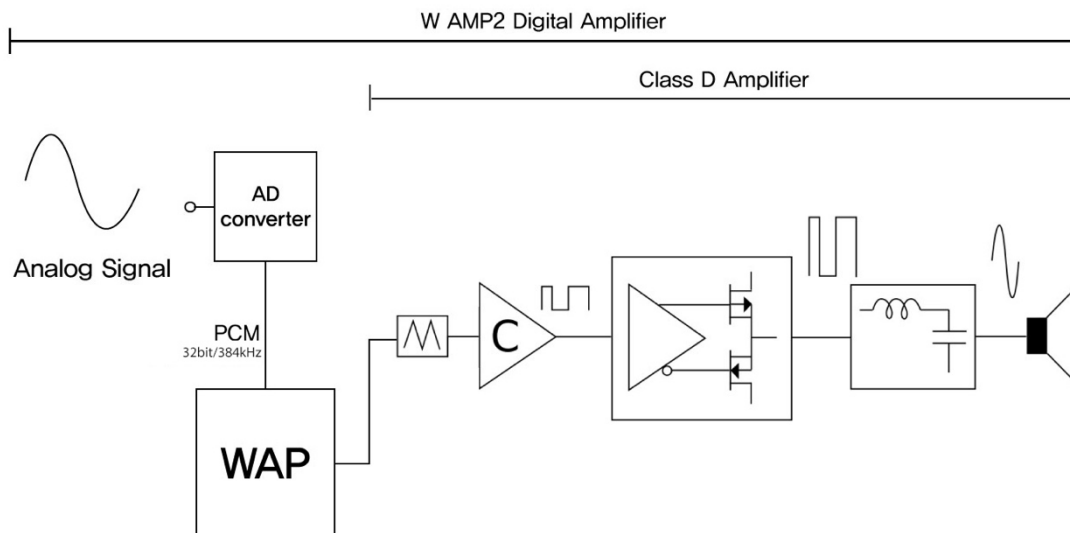 W AMP2 Digital Amplifier
Class D Amplifier
AD
converter
Analog Signal
PCM
32bit/384kHz
C
WAP